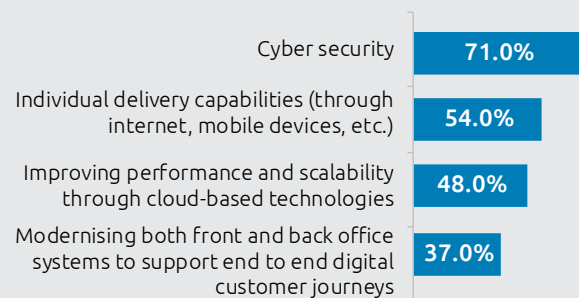 Cyber security
71.0%
Individual delivery capabilities (through
internet, mobile devices, etc.)
54.0%
Improving performance and scalability
through cloud-based technologies
48.0%
Modernising both front and back office
systems to support end to end digital
customer journeys
37.0%